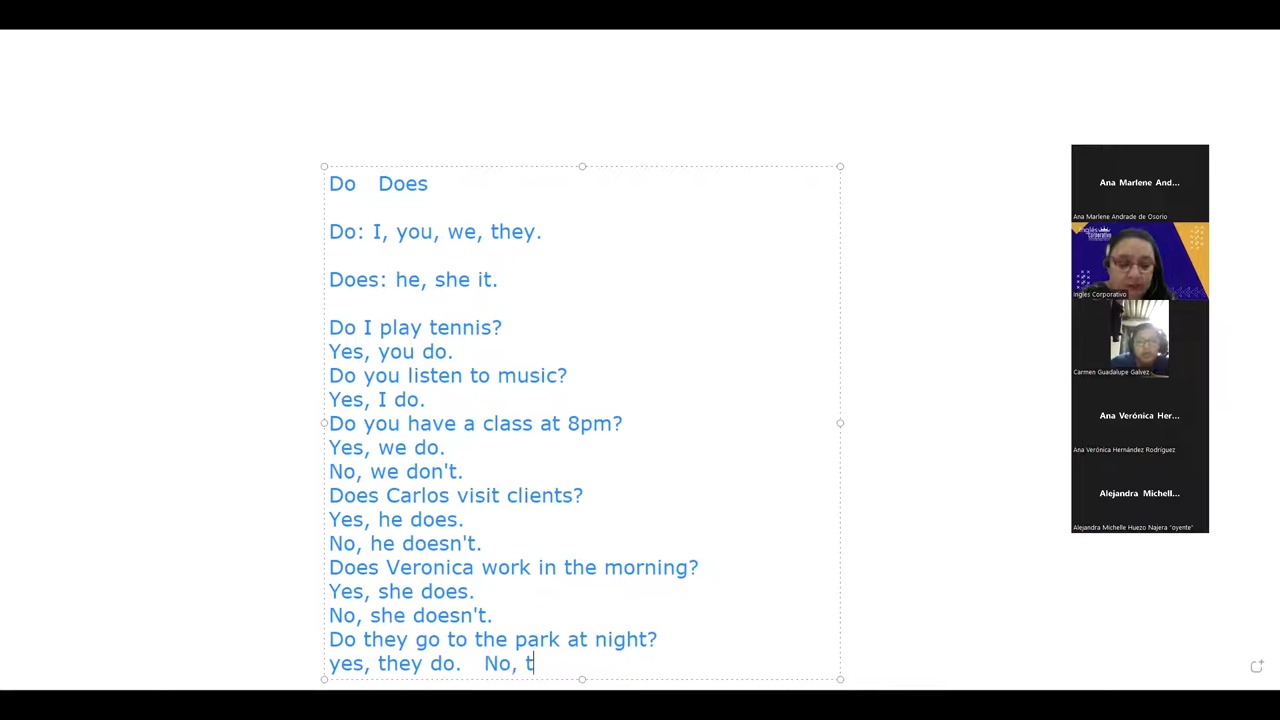 Do Does
Do: I, you, we, they.
Does: he, she it.
Do I play tennis?
Yes, you do.
Do you listen to music?
Yes, I do.
Do you have a class at 8pm?
Yes, we do.
No, we don't.
Does Carlos visit clients?
Yes, he does.
No, he doesn't.
Does Veronica work in the morning?
Yes, she does.
No, she doesn't.
Do they go to the park at night?
yes, they do. No, t
Ana Marlene And...
Ana Marlene Andrade de Osorio
Inglés
Corporativo
Ingles Corporativo
Carmen Guadalupe Galvez
Ana Verónica Her...
Ana Verónica Hernández Rodríguez
Alejandra Michell...
Alejandra Michelle Huezo Najera "oyente"